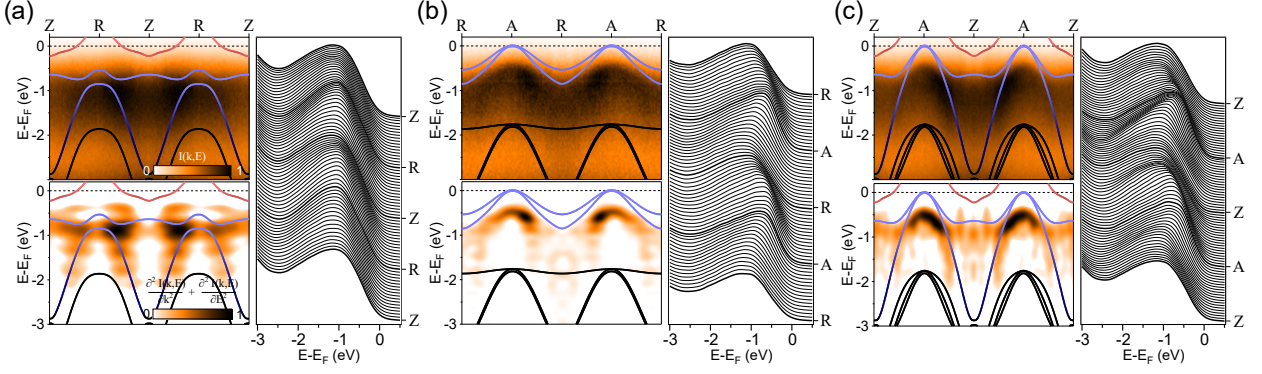 (a)
Z R Z R Z
E-E_F (eV)
0
-1
-2
I(k,E)
0 1
0
-1
-2
-3
E-E_F (eV)
∂² I(k,E)/∂k² + ∂² I(k,E)/∂E²
0 1
Z
R
Z
R
Z
-3 -2 -1 0
E-E_F (eV)
(b)
R A R A R
E-E_F (eV)
0
-1
-2
0
-1
-2
-3
E-E_F (eV)
R
A
R
A
R
-3 -2 -1 0
E-E_F (eV)
(c)
Z A Z A Z
E-E_F (eV)
0
-1
-2
0
-1
-2
-3
E-E_F (eV)
Z
A
Z
A
Z
-3 -2 -1 0
E-E_F (eV)